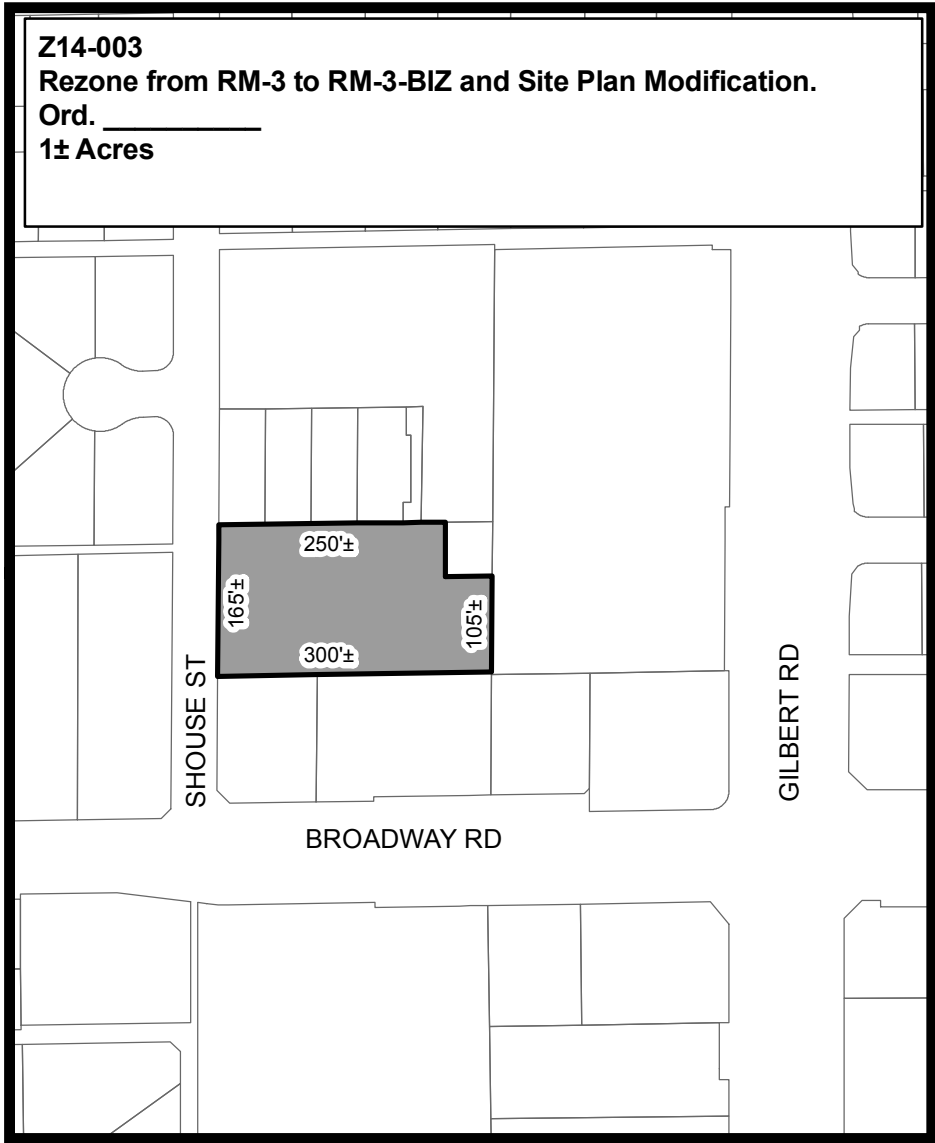 Z14-003
Rezone from RM-3 to RM-3-BIZ and Site Plan Modification.
Ord. __________
1± Acres
250'±
165'±
105'±
300'±
SHOUSE ST
GILBERT RD
BROADWAY RD